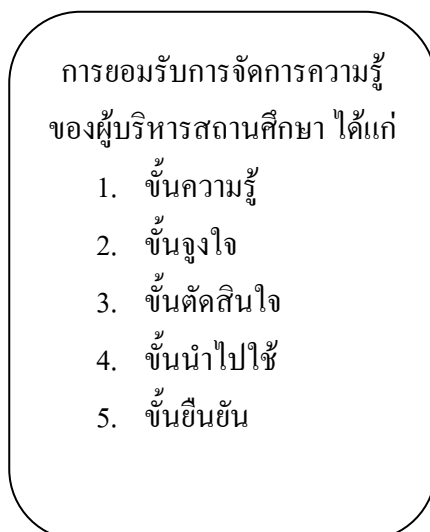 การยอมรับการจัดการความรู้
ของผู้บริหารสถานศึกษา ได้แก่
1. ขั้นความรู้
2. ขั้นจูงใจ
3. ขั้นตัดสินใจ
4. ขั้นนำไปใช้
5. ขั้นยืนยัน